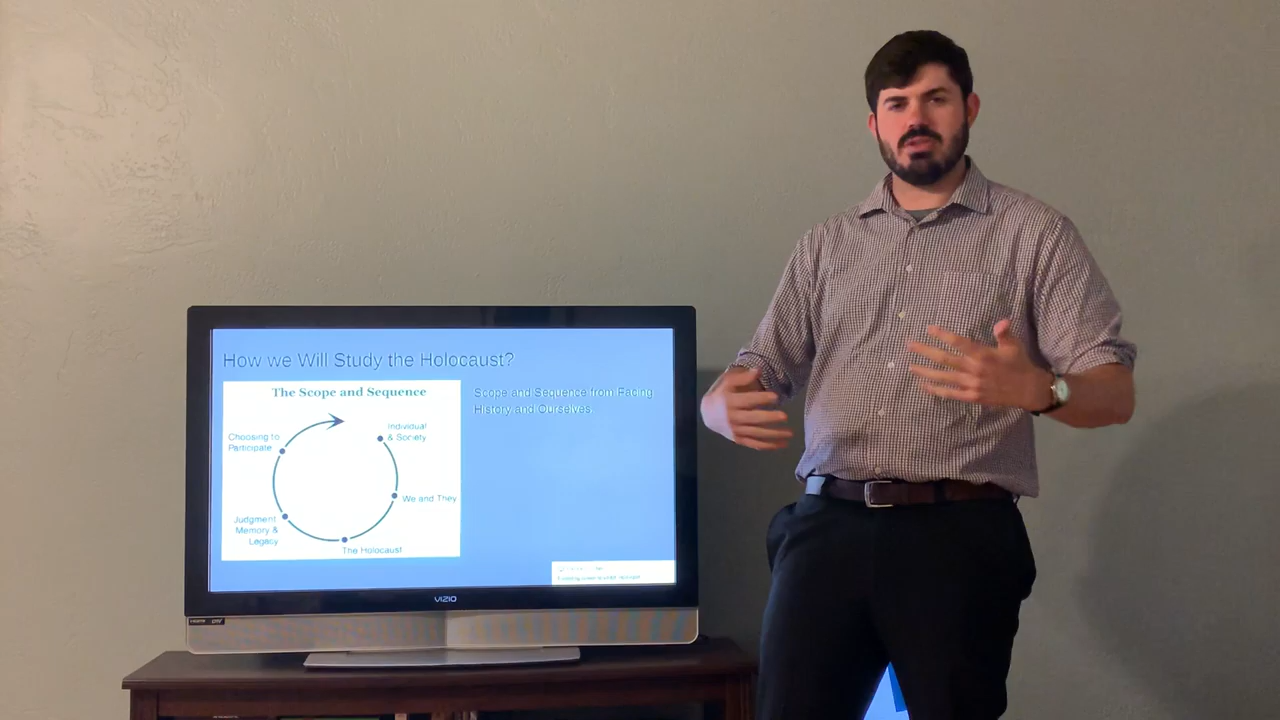 How we Will Study the Holocaust?
The Scope and Sequence
Scope and Sequence from Facing
History and Ourselves.
Individual
& Society
Choosing to
Participate
We and They
Judgment
Memory &
Legacy
The Holocaust
VIZIO
HDMI